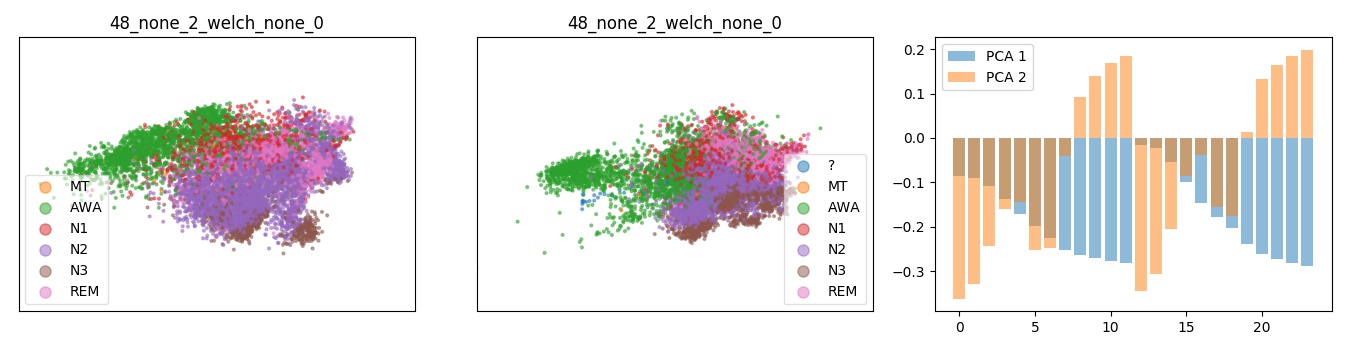 48_none_2_welch_none_0
MT
AWA
N1
N2
N3
REM
48_none_2_welch_none_0
?
MT
AWA
N1
N2
N3
REM
PCA 1
PCA 2
0.2
0.1
0.0
−0.1
−0.2
−0.3
0 5 10 15 20